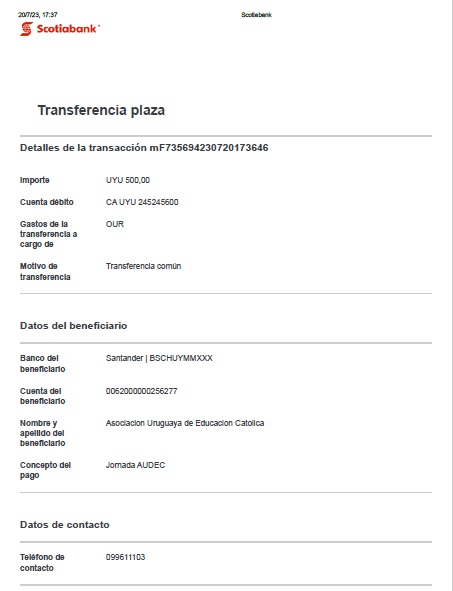 20/7/23, 17:37 Scotiabank
Scotiabank
Transferencia plaza
Detalles de la transacción mF735694230720173646
Importe UYU 500,00
Cuenta débito CA UYU 245245600
Gastos de la OUR
transferencia a
cargo de
Motivo de Transferencia común
transferencia
Datos del beneficiario
Banco del Santander | BSCHUYMMXXX
beneficiario
Cuenta del 0062000000256277
beneficiario
Nombre y Asociacion Uruguaya de Educacion Catolica
apellido del
beneficiario
Concepto del Jornada AUDEC
pago
Datos de contacto
Teléfono de 099611103
contacto